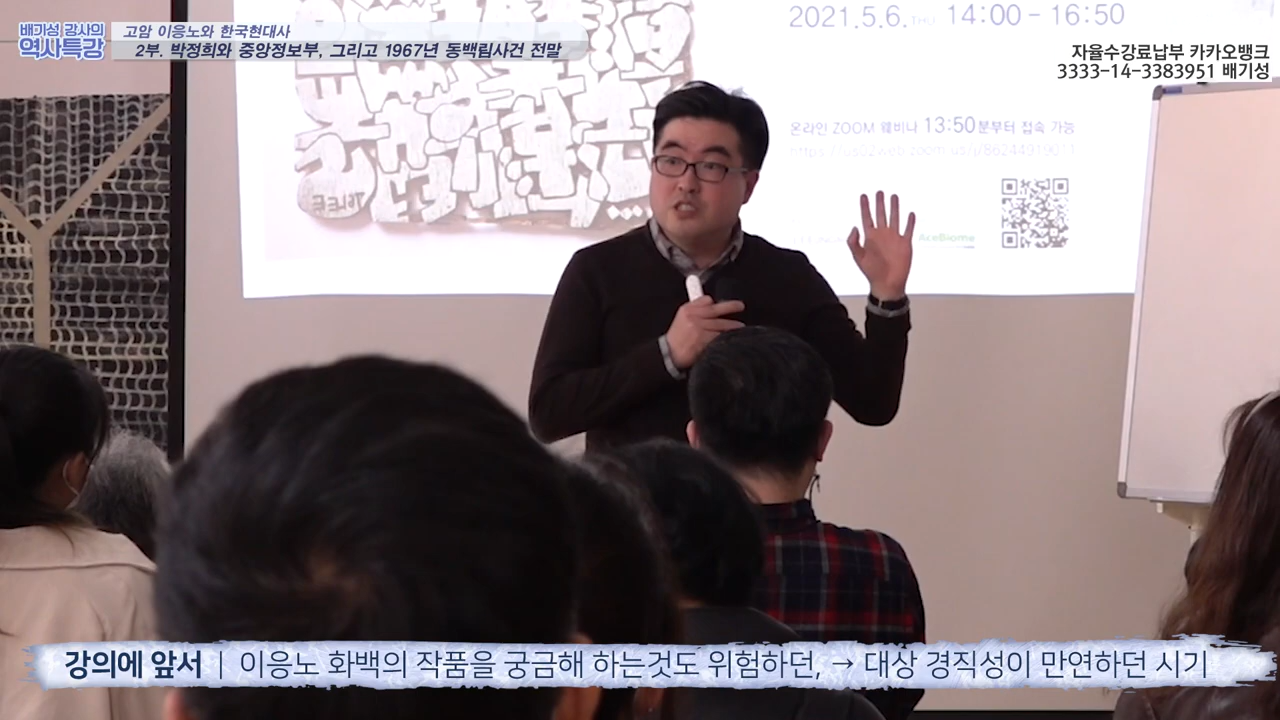 배기성 강사의
역사특강
고암 이응노와 한국현대사
2부. 박정희와 중앙정보부, 그리고 1967년 동백림사건 전말
2021.5.6.THU 14:00 - 16:50
자율수강료납부 카카오뱅크
3333-14-3383951 배기성
온라인 ZOOM 웨비나 13:50분부터 접속 가능
https://us02web.zoom.us/j/86244919011
AceBiome
강의에 앞서 | 이응노 화백의 작품을 궁금해 하는것도 위험하던, → 대상 경직성이 만연하던 시기